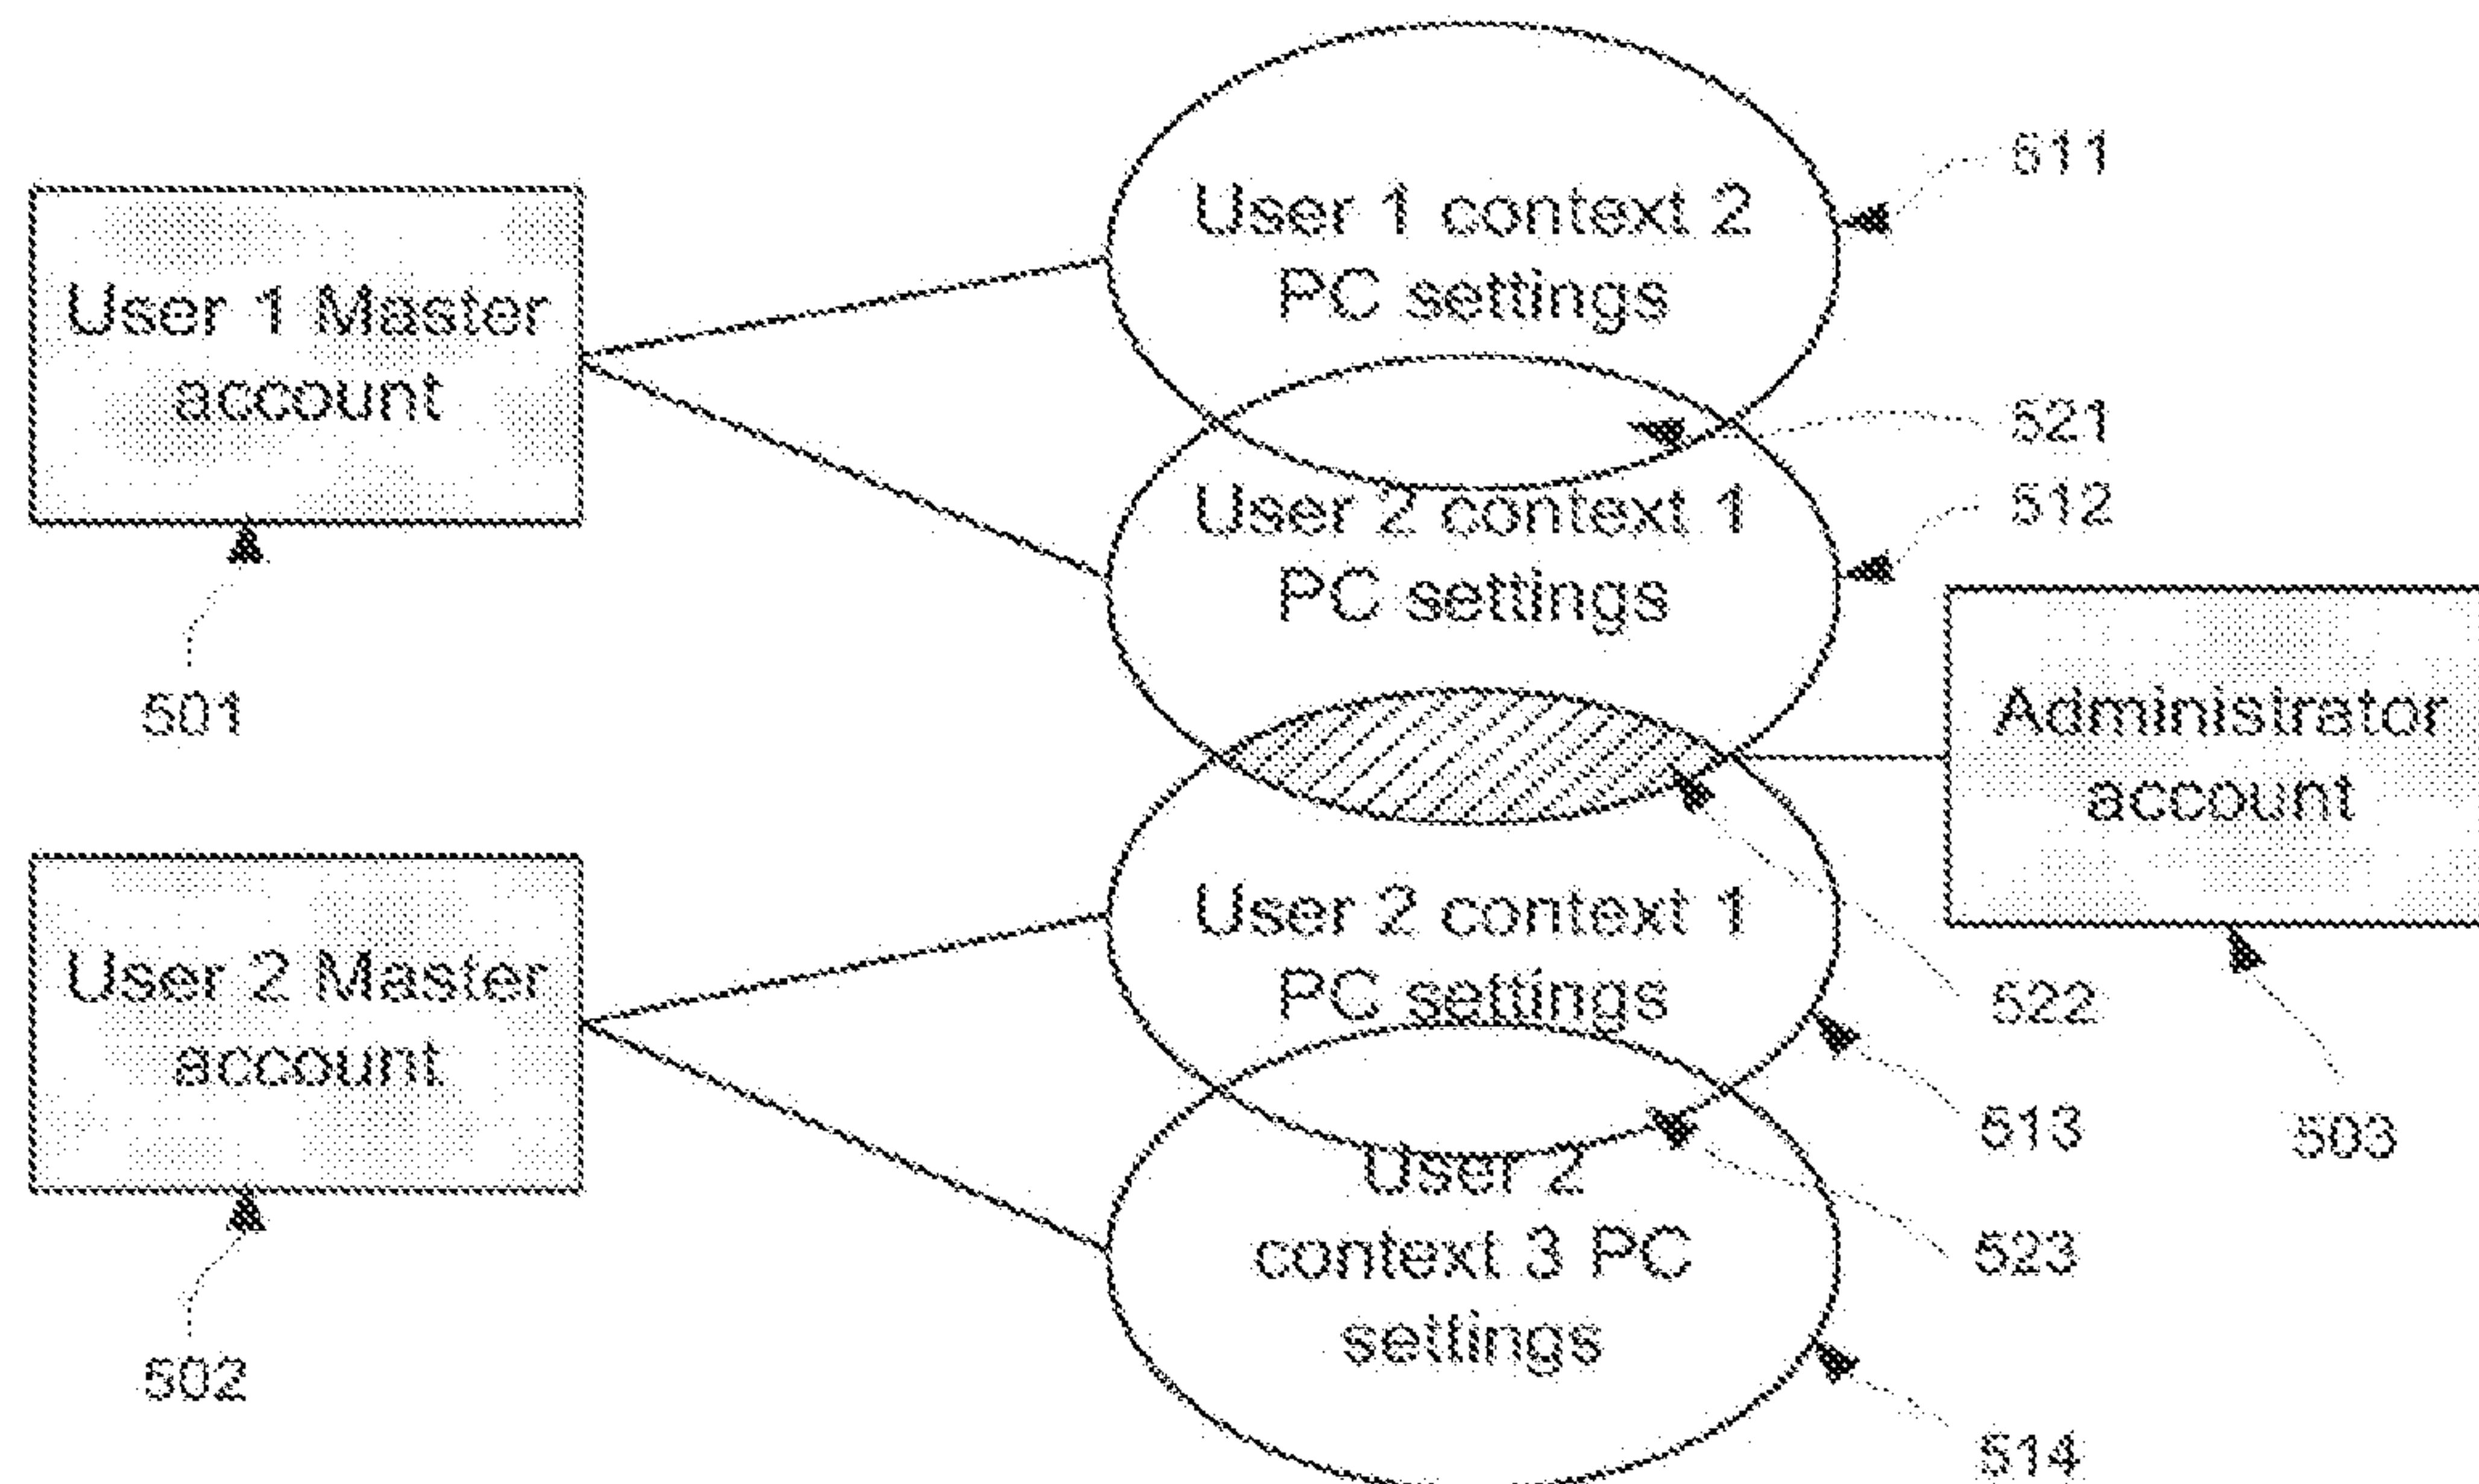 User 1 context 2
PC settings
511
User 1 Master
account
521
User 2 context 1
PC settings
512
501
Administrator
account
User 2 context 1
PC settings
522
User 2 Master
account
513
503
User 2
context 3 PC
settings
523
502
514